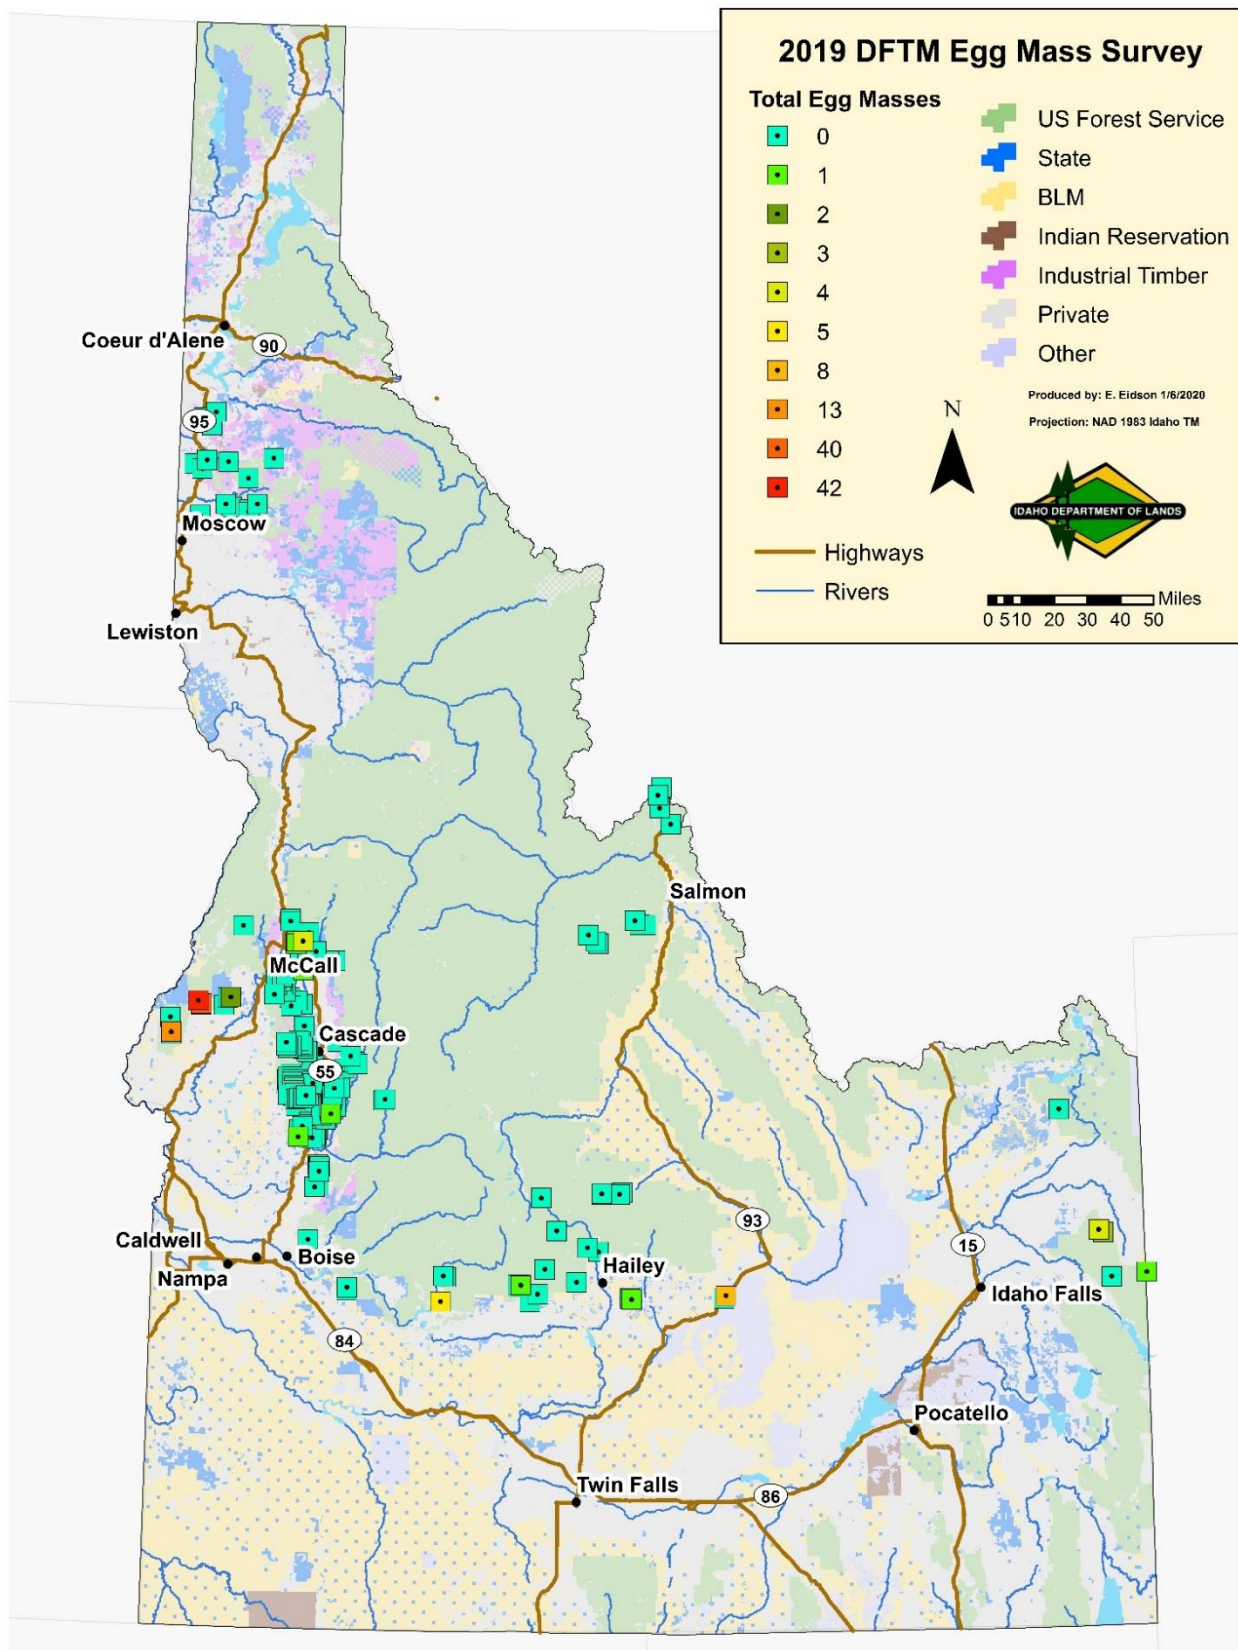 2019 DFTM Egg Mass Survey
Total Egg Masses
0
1
2
3
4
5
8
13
40
42
US Forest Service
State
BLM
Indian Reservation
Industrial Timber
Private
Other
Produced by: E. Eidson 1/6/2020
Projection: NAD 1983 Idaho TM
N
IDAHO DEPARTMENT OF LANDS
Highways
Rivers
Miles
0 5 10 20 30 40 50
Coeur d'Alene
90
95
Moscow
Lewiston
Salmon
McCall
Cascade
55
93
15
Caldwell
Boise
Nampa
Hailey
Idaho Falls
84
Pocatello
Twin Falls
86